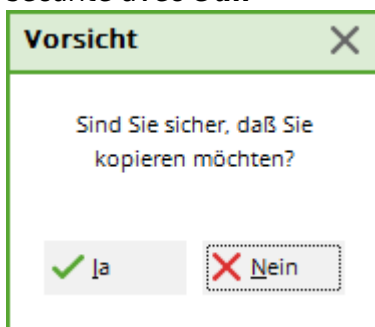 Vorsicht
Sind Sie sicher, daß Sie
kopieren möchten?
Ja
Nein